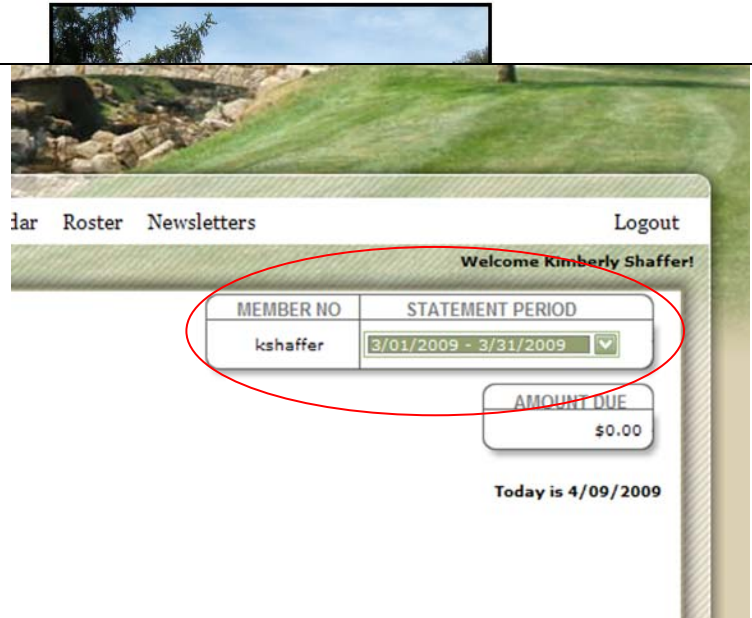 dar Roster Newsletters Logout
Welcome Kimberly Shaffer!
MEMBER NO STATEMENT PERIOD
kshaffer 3/01/2009 - 3/31/2009
AMOUNT DUE
$0.00
Today is 4/09/2009